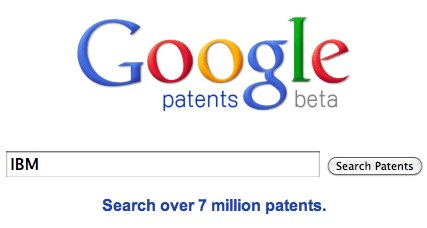 Google
patents beta
IBM Search Patents
Search over 7 million patents.